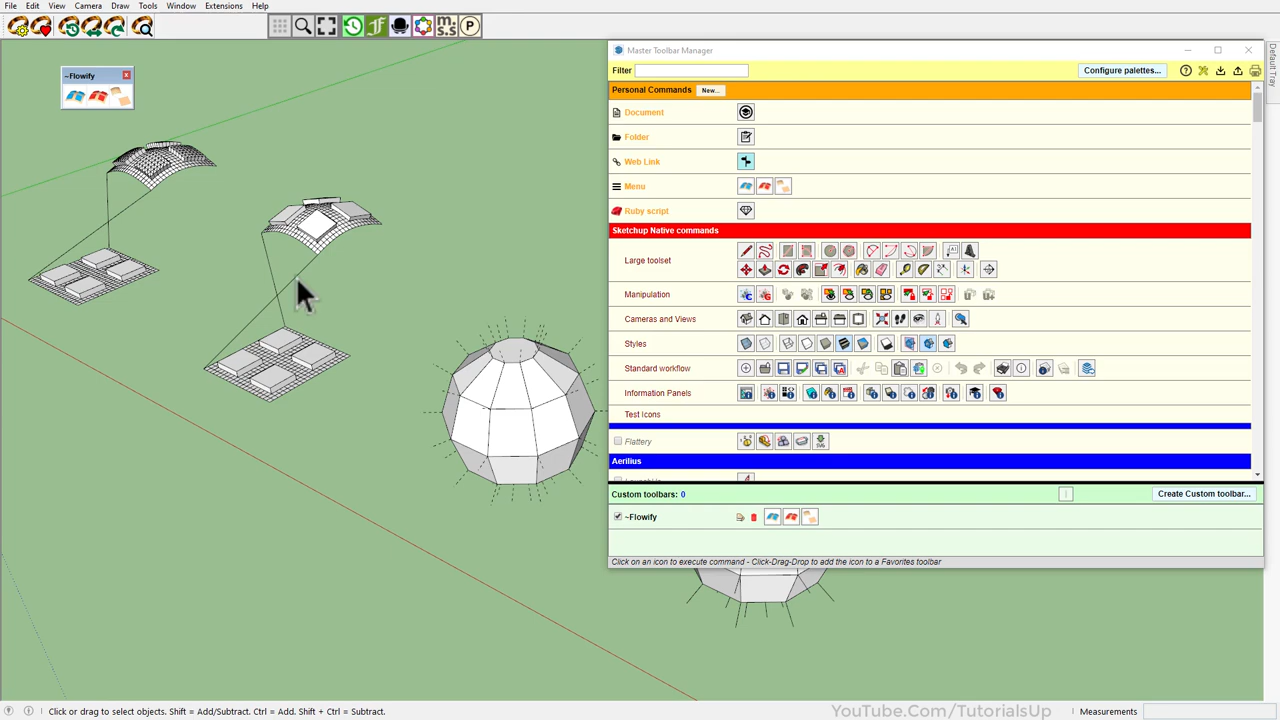 File Edit View Camera Draw Tools Window Extensions Help
m.s.s P
Master Toolbar Manager
Filter Configure palettes...
~Flowify
Personal Commands New...
Document
Folder
Web Link
Menu
Ruby script
Sketchup Native commands
Large toolset
Manipulation
Cameras and Views
Styles
Standard workflow
Information Panels
Test Icons
Flattery
Aerilius
Custom toolbars: 0 Create Custom toolbar...
~Flowify
Click on an icon to execute command - Click-Drag-Drop to add the icon to a Favorites toolbar
Default Tray
Click or drag to select objects. Shift = Add/Subtract. Ctrl = Add. Shift + Ctrl = Subtract.
YouTube.Com/TutorialsUp
Measurements